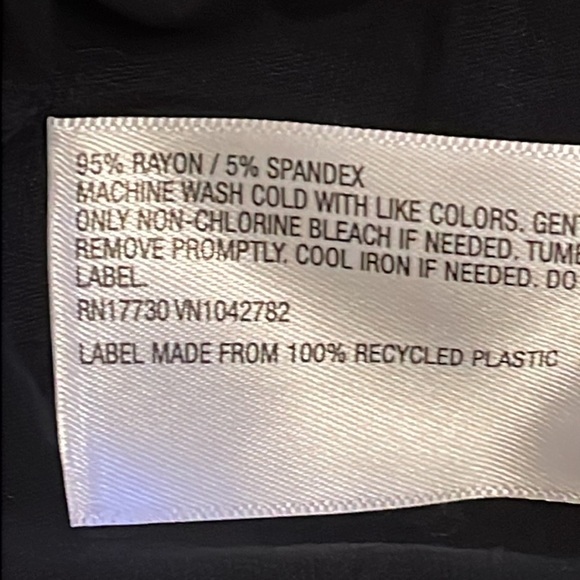 95% RAYON / 5% SPANDEX
MACHINE WASH COLD WITH LIKE COLORS. GEN
ONLY NON-CHLORINE BLEACH IF NEEDED. TUMB
REMOVE PROMPTLY. COOL IRON IF NEEDED. DO
LABEL.
RN17730 VN1042782
LABEL MADE FROM 100% RECYCLED PLASTIC